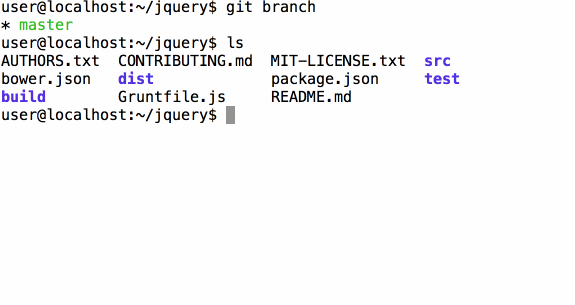 user@localhost:~/jquery$ git branch
* master
user@localhost:~/jquery$ ls
AUTHORS.txt  CONTRIBUTING.md  MIT-LICENSE.txt  src
bower.json   dist             package.json     test
build        Gruntfile.js     README.md
user@localhost:~/jquery$